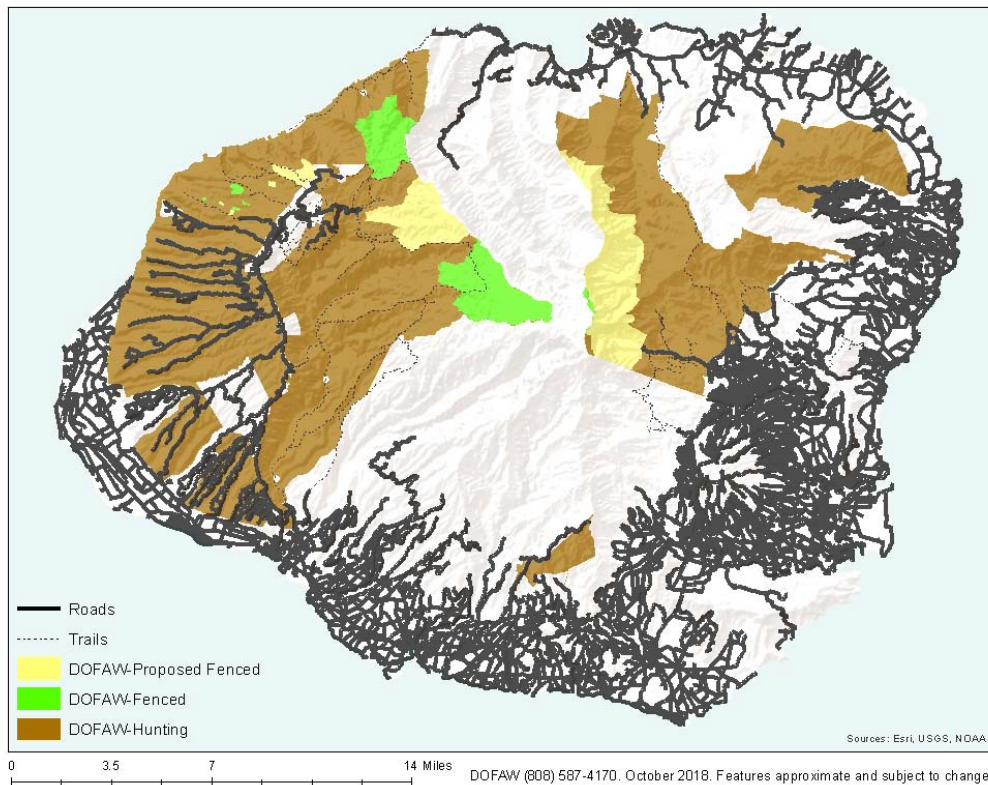 Roads
Trails
DOFAW-Proposed Fenced
DOFAW-Fenced
DOFAW-Hunting
Sources: Esri, USGS, NOAA
0 3.5 7 14 Miles
DOFAW (808) 587-4170. October 2018. Features approximate and subject to change